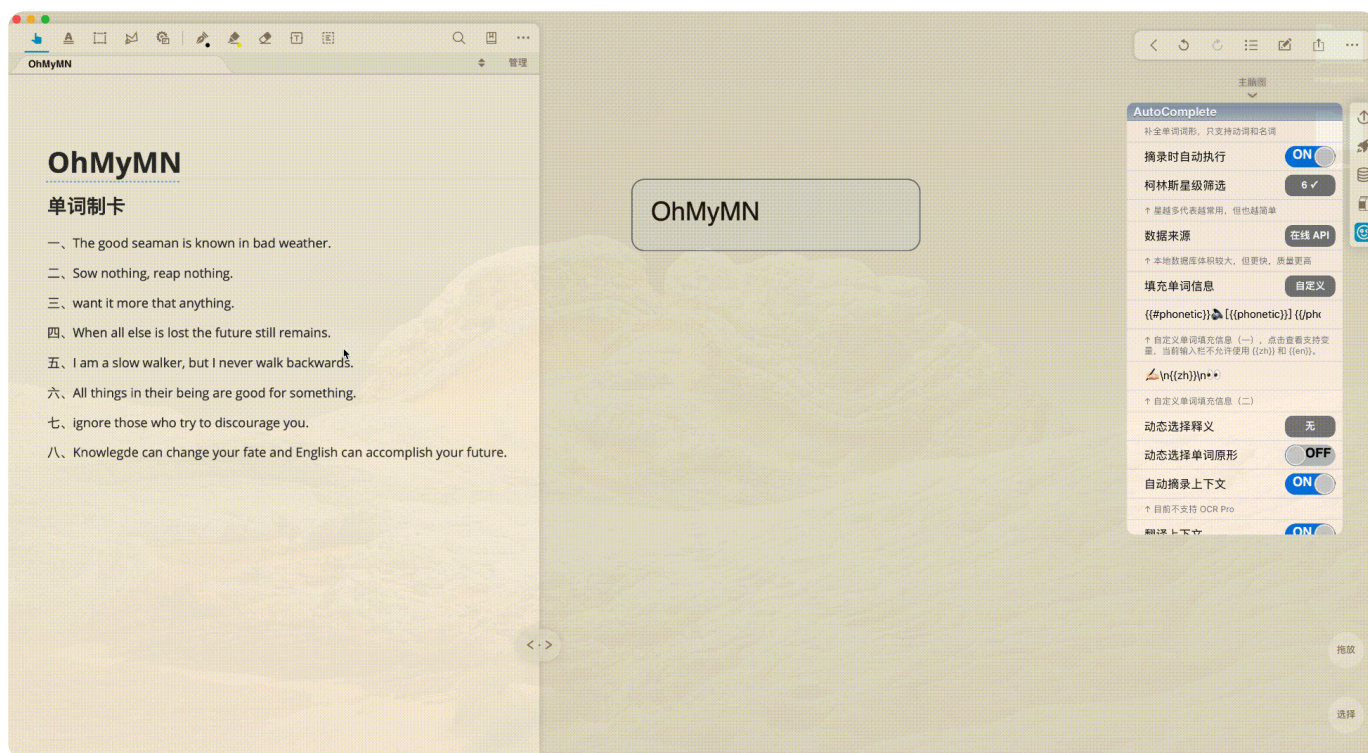 OhMyMN
管理
OhMyMN
单词制卡
一、The good seaman is known in bad weather.
二、Sow nothing, reap nothing.
三、want it more that anything.
四、When all else is lost the future still remains.
五、I am a slow walker, but I never walk backwards.
六、All things in their being are good for something.
七、ignore those who try to discourage you.
八、Knowlegde can change your fate and English can accomplish your future.
OhMyMN
主脑图
AutoComplete
补全单词词形，只支持动词和名词
摘录时自动执行 ON
柯林斯星级筛选 6 ✓
↑ 星越多代表越常用，但也越简单
数据来源 在线 API
↑ 本地数据库体积较大，但更快，质量更高
填充单词信息 自定义
{{#phonetic}}🔈[{{phonetic}}] {{/pho
↑ 自定义单词填充信息（一），点击查看支持变
量，当前输入栏不允许使用 {{zh}} 和 {{en}}。
✍🏻\n{{zh}}\n👀
↑ 自定义单词填充信息（二）
动态选择释义 无
动态选择单词原形 OFF
自动摘录上下文 ON
↑ 目前不支持 OCR Pro
翻译上下文 ON
拖放
选择